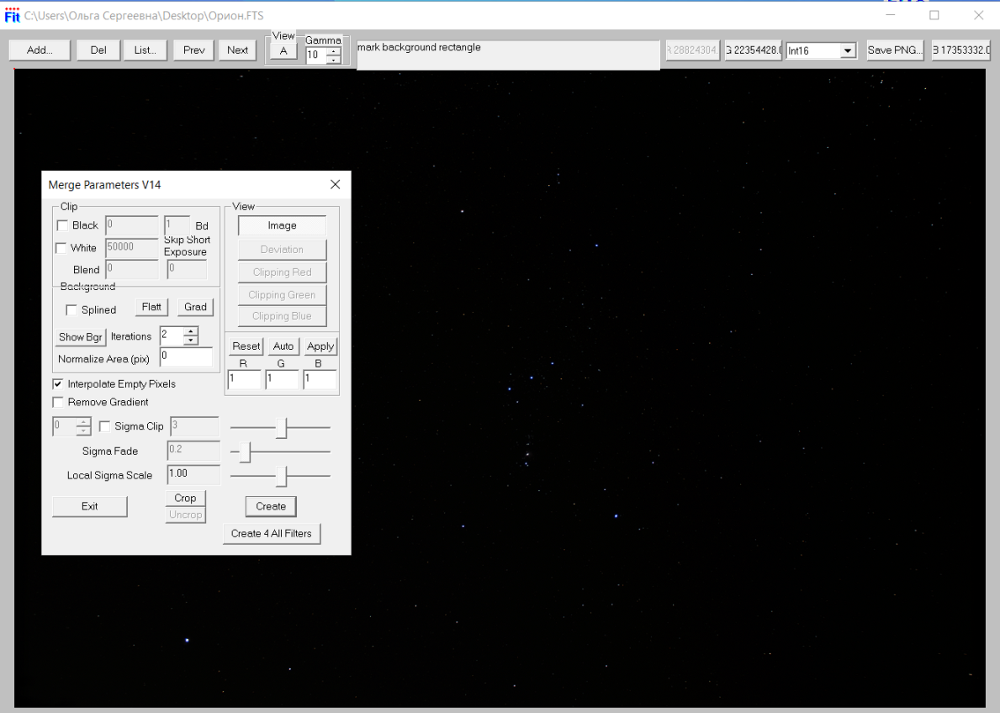 Fit C:\Users\Ольга Сергеевна\Desktop\Орион.FTS
Add...
Del
List...
Prev
Next
View
A
Gamma
10
mark background rectangle
R 28824304.
G 22354428.0
Int16
Save PNG...
B 17353332.0
Merge Parameters V14
Clip
Black 0 1 Bd
White 50000 Skip Short Exposure
Blend 0 0
Background
Splined Flatt Grad
Show Bgr Iterations 2
Normalize Area (pix) 0
View
Image
Deviation
Clipping Red
Clipping Green
Clipping Blue
Reset Auto Apply
R G B
1 1 1
Interpolate Empty Pixels
Remove Gradient
0 Sigma Clip 3
Sigma Fade 0.2
Local Sigma Scale 1.00
Exit
Crop
Uncrop
Create
Create 4 All Filters